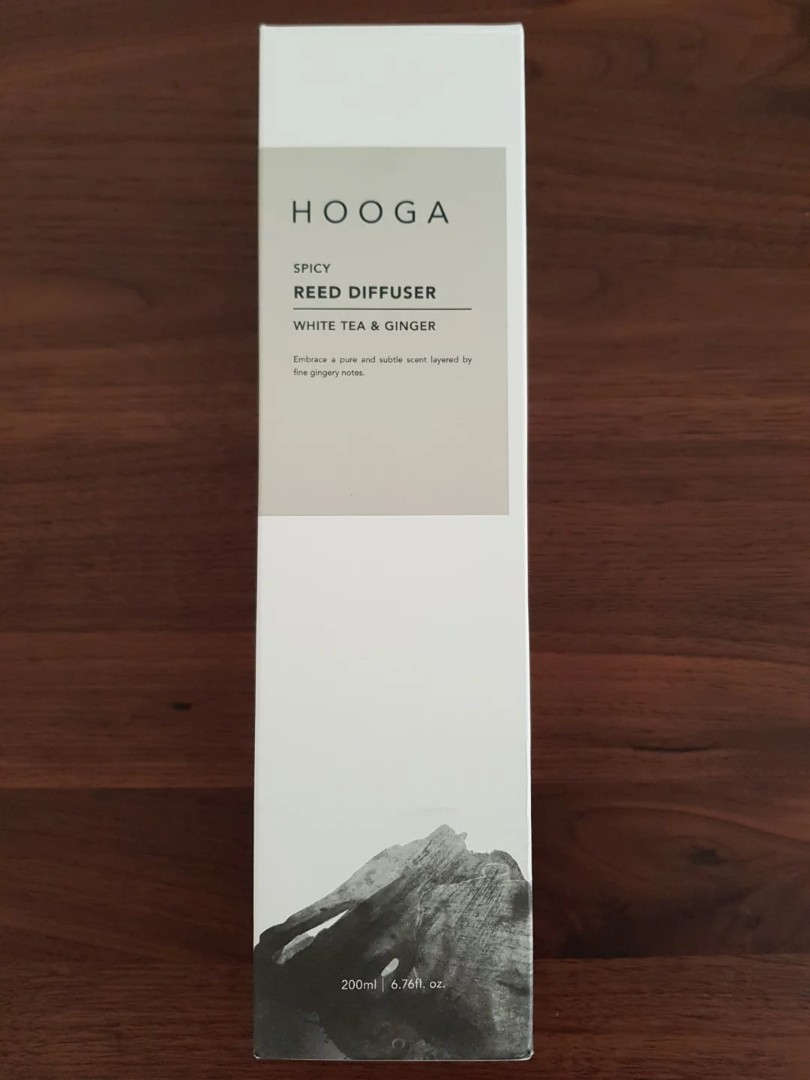 HOOGA
SPICY
REED DIFFUSER
WHITE TEA & GINGER
Embrace a pure and subtle scent layered by
fine gingery notes.
200ml | 6.76fl. oz.